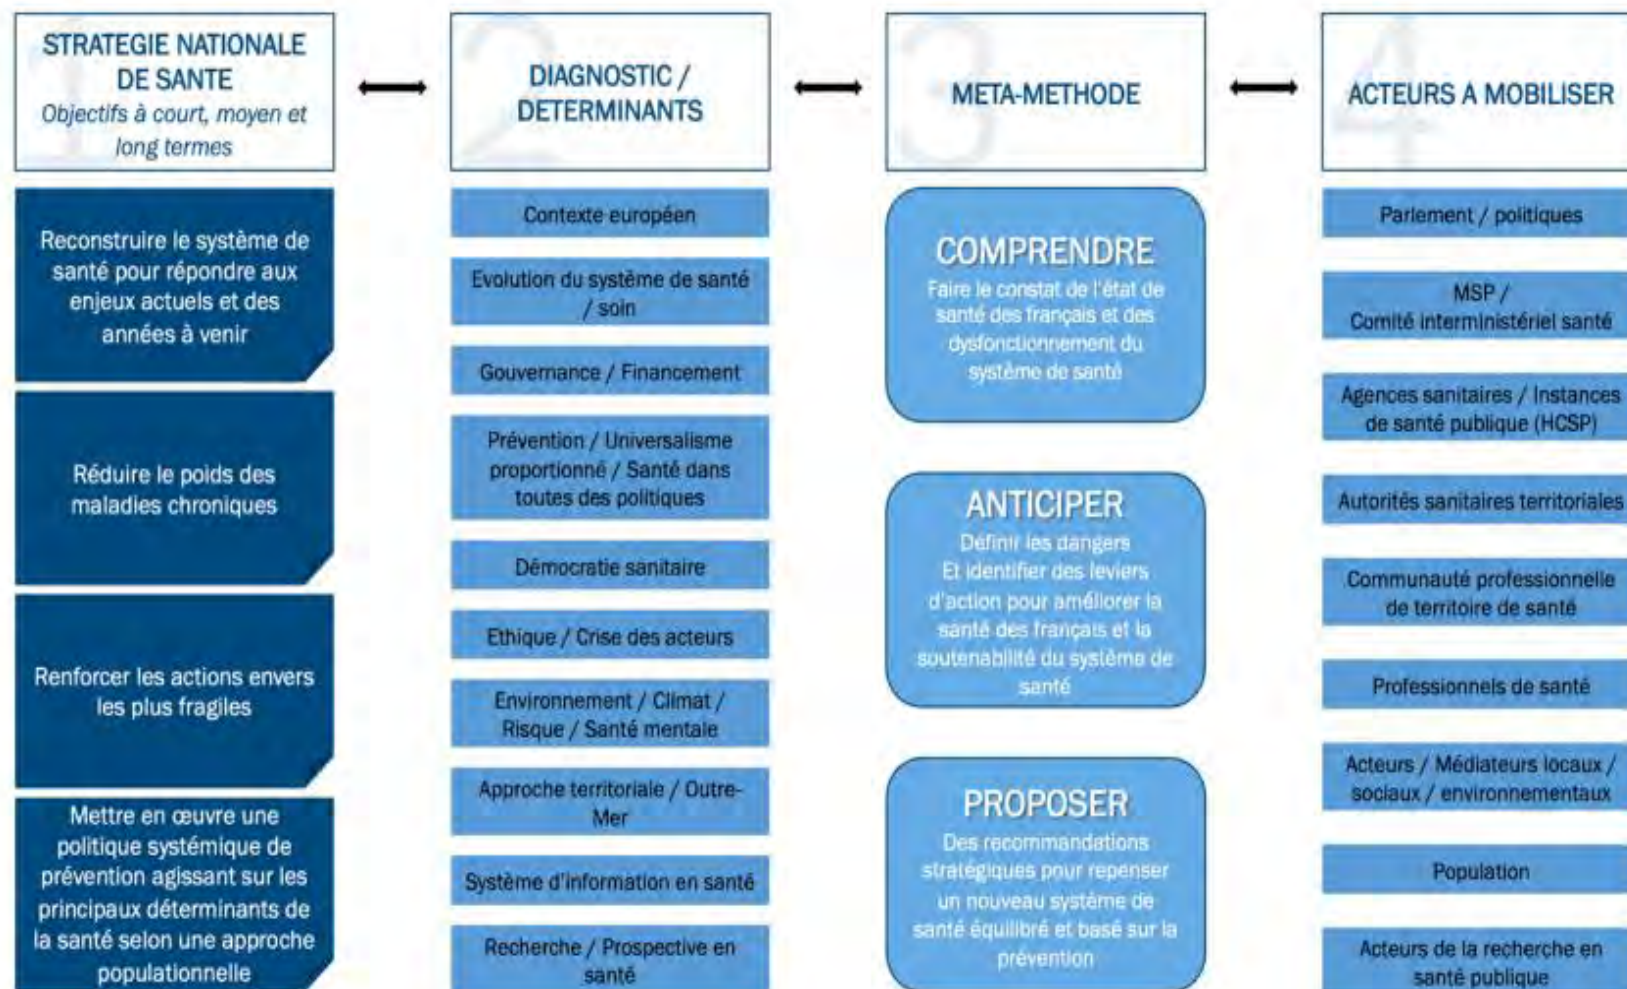 1
STRATEGIE NATIONALE
DE SANTE
Objectifs à court, moyen et
long termes
Reconstruire le système de
santé pour répondre aux
enjeux actuels et des
années à venir
Réduire le poids des
maladies chroniques
Renforcer les actions envers
les plus fragiles
Mettre en œuvre une
politique systémique de
prévention agissant sur les
principaux déterminants de
la santé selon une approche
populationnelle
2
DIAGNOSTIC /
DETERMINANTS
Contexte européen
Evolution du système de santé
/ soin
Gouvernance / Financement
Prévention / Universalisme
proportionné / Santé dans
toutes des politiques
Démocratie sanitaire
Ethique / Crise des acteurs
Environnement / Climat /
Risque / Santé mentale
Approche territoriale / Outre-
Mer
Système d'information en santé
Recherche / Prospective en
santé
3
META-METHODE
COMPRENDRE
Faire le constat de l'état de
santé des français et des
dysfonctionnement du
système de santé
ANTICIPER
Définir les dangers
Et identifier des leviers
d'action pour améliorer la
santé des français et la
soutenabilité du système de
santé
PROPOSER
Des recommandations
stratégiques pour repenser
un nouveau système de
santé équilibré et basé sur la
prévention
4
ACTEURS A MOBILISER
Parlement / politiques
MSP /
Comité interministériel santé
Agences sanitaires / Instances
de santé publique (HCSP)
Autorités sanitaires territoriales
Communauté professionnelle
de territoire de santé
Professionnels de santé
Acteurs / Médiateurs locaux /
sociaux / environnementaux
Population
Acteurs de la recherche en
santé publique